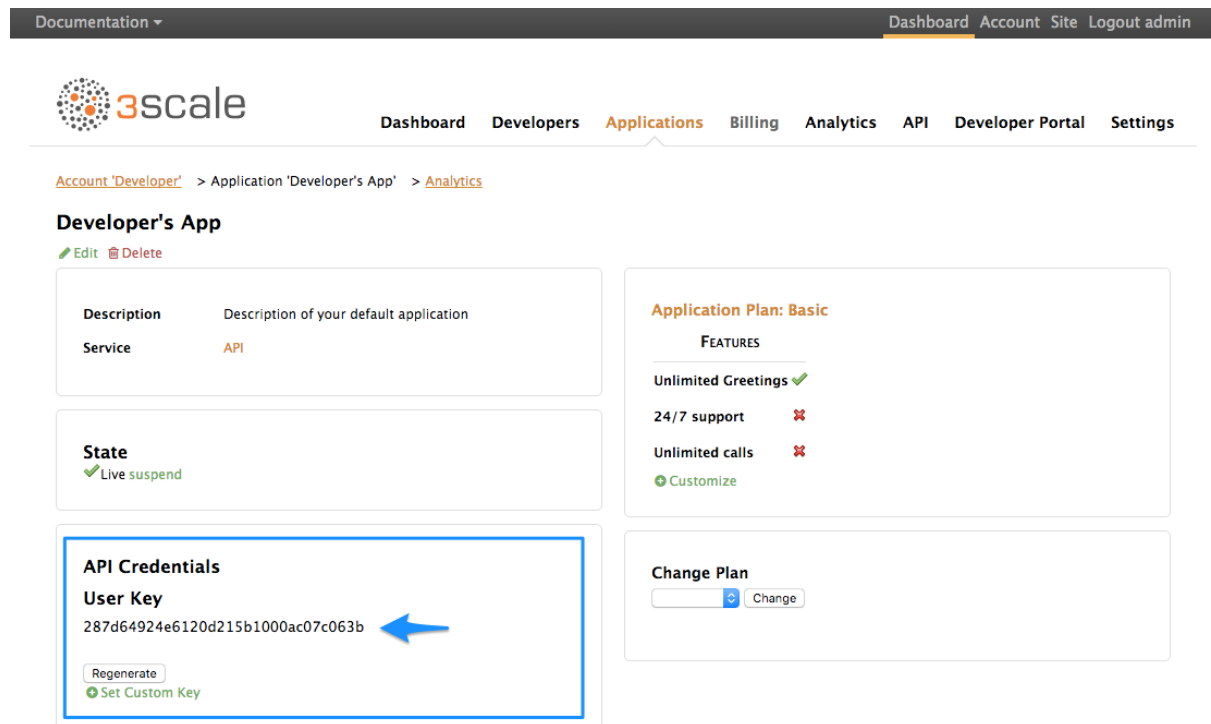 Documentation
Dashboard Account Site Logout admin
3scale
Dashboard Developers Applications Billing Analytics API Developer Portal Settings
Account 'Developer' > Application 'Developer's App' > Analytics
Developer's App
Edit Delete
Description Description of your default application
Service API
State
Live suspend
API Credentials
User Key
287d64924e6120d215b1000ac07c063b
Regenerate
Set Custom Key
Application Plan: Basic
FEATURES
Unlimited Greetings
24/7 support
Unlimited calls
Customize
Change Plan
Change